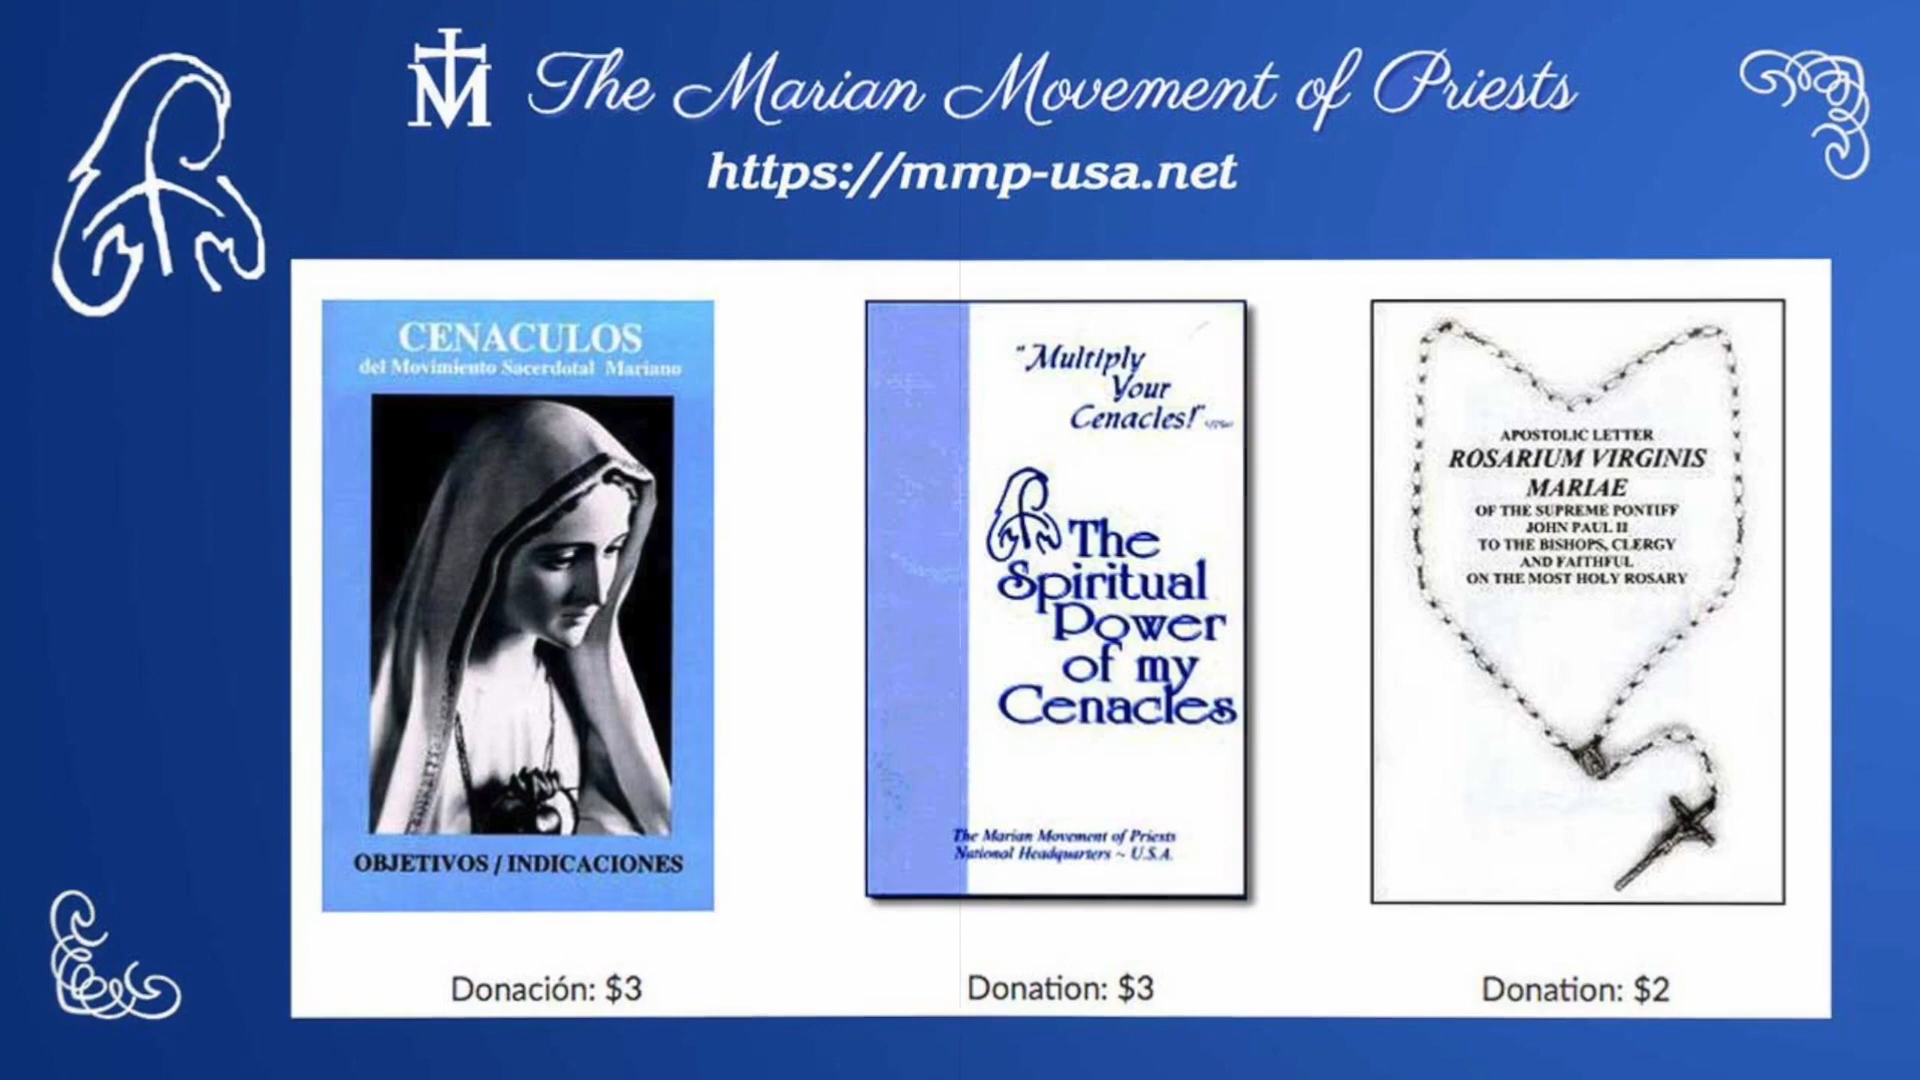 The Marian Movement of Priests
https://mmp-usa.net
CENACULOS
del Movimiento Sacerdotal Mariano
OBJETIVOS / INDICACIONES
Donación: $3
"Multiply
Your
Cenacles!"
The
Spiritual
Power
of my
Cenacles
The Marian Movement of Priests
National Headquarters ~ U.S.A.
Donation: $3
APOSTOLIC LETTER
ROSARIUM VIRGINIS
MARIAE
OF THE SUPREME PONTIFF
JOHN PAUL II
TO THE BISHOPS, CLERGY
AND FAITHFUL
ON THE MOST HOLY ROSARY
Donation: $2